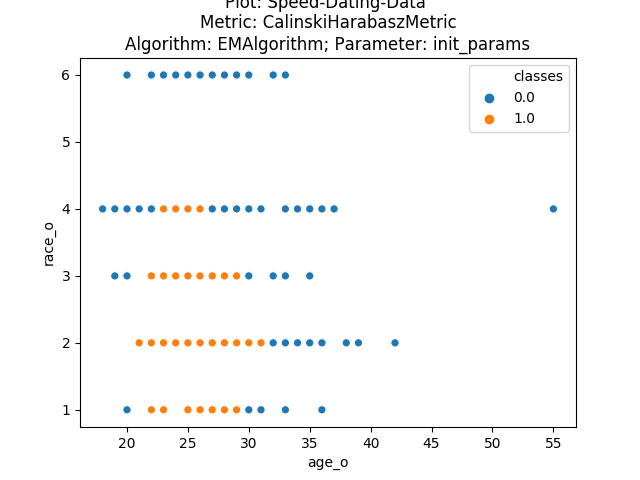 Plot: Speed-Dating-Data
Metric: CalinskiHarabaszMetric
Algorithm: EMAlgorithm; Parameter: init_params
classes
0.0
1.0
6
5
4
3
2
1
race_o
20 25 30 35 40 45 50 55
age_o